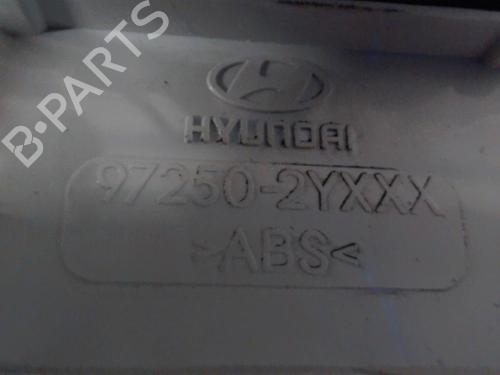 B-PARTS
HYUNDAI
97250-2YXXX
>ABS<